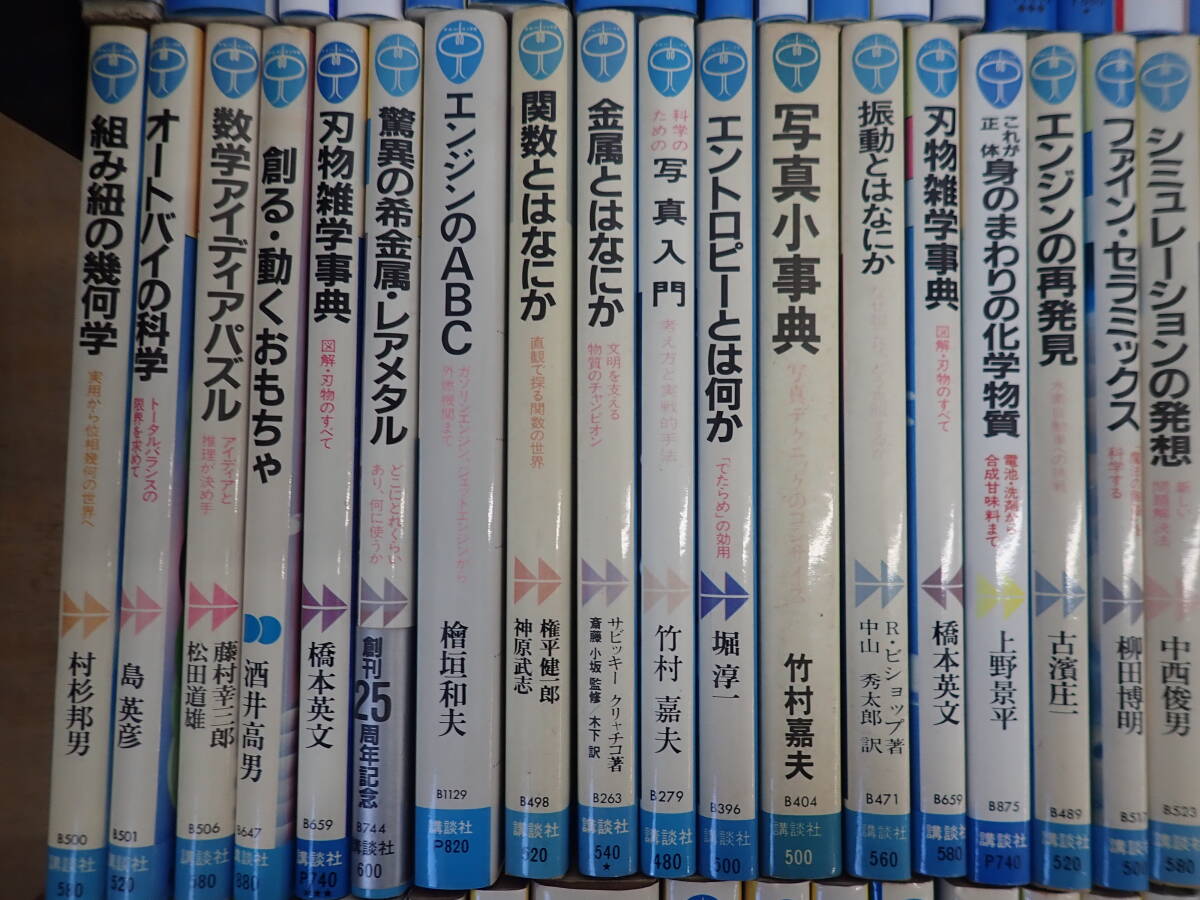 組み紐の幾何学
実用から位相幾何の世界へ
村杉邦男
B500
講談社
580
オートバイの科学
トータルバランスの
限界を求めて
島 英彦
B501
講談社
520
数学アイディアパズル
アイディアと
推理が決め手
藤村幸三郎
松田道雄
B506
講談社
580
創る・動くおもちゃ
酒井高男
B647
講談社
880
刃物雑学事典
図解・刃物のすべて
橋本英文
B659
講談社
P740
★★★
驚異の希金属・レアメタル
どこにどれくらい
あり、何に使うか
創刊25周年記念
B744
講談社
600
エンジンのABC
ガソリンエンジン、ジェットエンジンから
外燃機関まで
檜垣和夫
B1129
講談社
P820
関数とはなにか
直観で探る関数の世界
権平健一郎
神原武志
B498
講談社
520
金属とはなにか
文明を支える
物質のチャンピオン
サビッキー クリャチコ著
斎藤 小坂 監修/木下 訳
B263
講談社
540
★
科学の
ための
写真入門
考え方と実戦的手法
竹村嘉夫
B279
講談社
480
エントロピーとは何か
「でたらめ」の効用
堀 淳一
B396
講談社
500
写真小事典
竹村嘉夫
B404
講談社
500
振動とはなにか
R・ビショップ著
中山 秀太郎 訳
B471
講談社
560
刃物雑学事典
図解・刃物のすべて
橋本英文
B659
講談社
580
これが
正体
身のまわりの化学物質
電池・洗剤から
合成甘味料まで
上野景平
B875
講談社
P740
エンジンの再発見
古濱庄一
B489
講談社
520
ファイン・セラミックス
科学する
柳田博明
講談社
シミュレーションの発想
新しい
問題解決法
中西俊男
B523
講談社
580